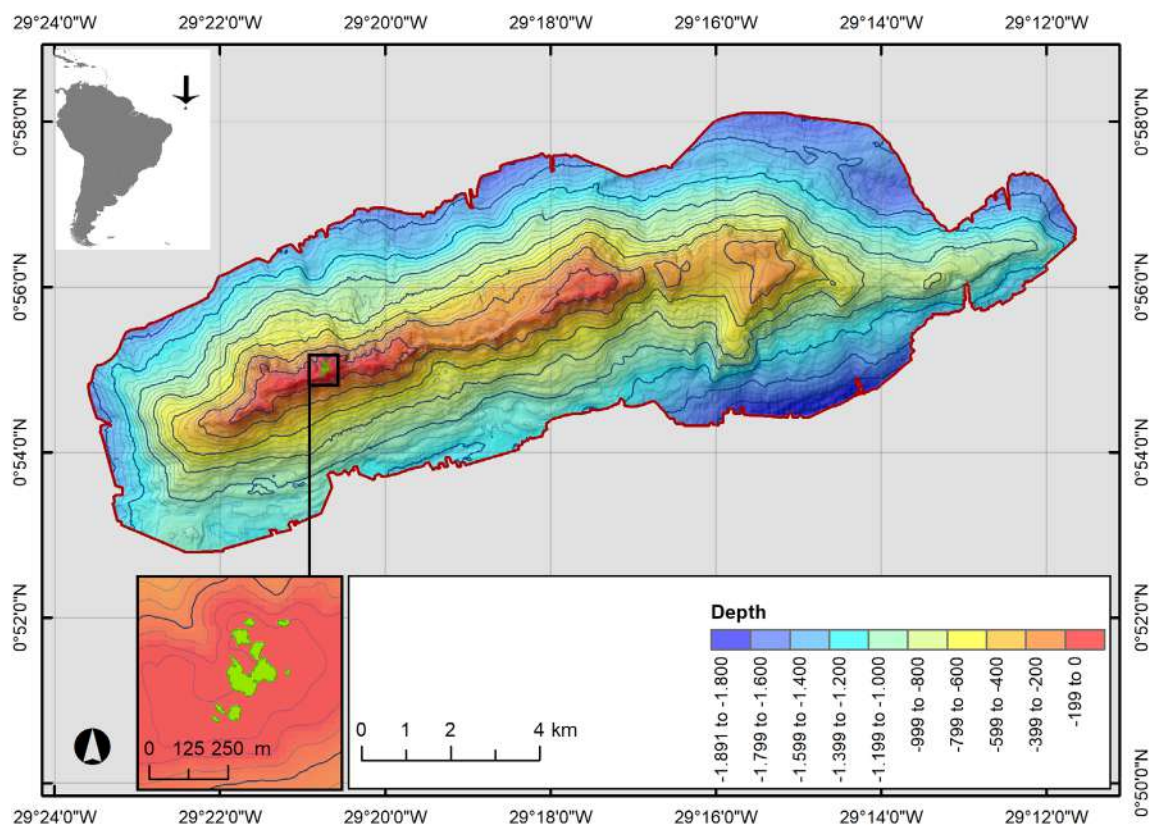 29°24'0"W 29°22'0"W 29°20'0"W 29°18'0"W 29°16'0"W 29°14'0"W 29°12'0"W
0°58'0"N 0°58'0"N
0°56'0"N 0°56'0"N
0°54'0"N 0°54'0"N
0°52'0"N 0°52'0"N
0°50'0"N
Depth
-1.891 to -1.800
-1.799 to -1.600
-1.599 to -1.400
-1.399 to -1.200
-1.199 to -1.000
-999 to -800
-799 to -600
-599 to -400
-399 to -200
-199 to 0
0 1 2 4 km
0 125 250 m
29°24'0"W 29°22'0"W 29°20'0"W 29°18'0"W 29°16'0"W 29°14'0"W 29°12'0"W